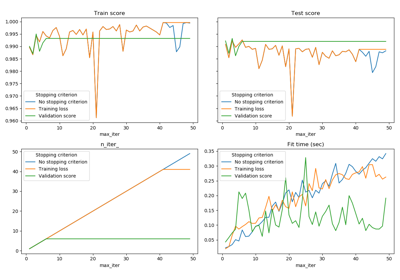 Train score
Test score
1.000
0.995
0.990
0.985
0.980
0.975
0.970
0.965
0.960
Stopping criterion
No stopping criterion
Training loss
Validation score
Stopping criterion
No stopping criterion
Training loss
Validation score
0 10 20 30 40 50
0 10 20 30 40 50
max_iter
max_iter
n_iter_
Fit time (sec)
50
40
30
20
10
0
Stopping criterion
No stopping criterion
Training loss
Validation score
0.35
0.30
0.25
0.20
0.15
0.10
0.05
Stopping criterion
No stopping criterion
Training loss
Validation score
0 10 20 30 40 50
0 10 20 30 40 50
max_iter
max_iter